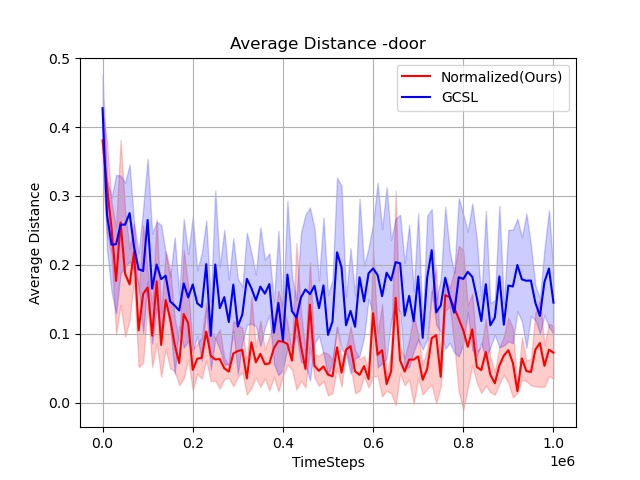 Average Distance -door
Normalized(Ours)
GCSL
Average Distance
0.5
0.4
0.3
0.2
0.1
0.0
0.0 0.2 0.4 0.6 0.8 1.0
1e6
TimeSteps